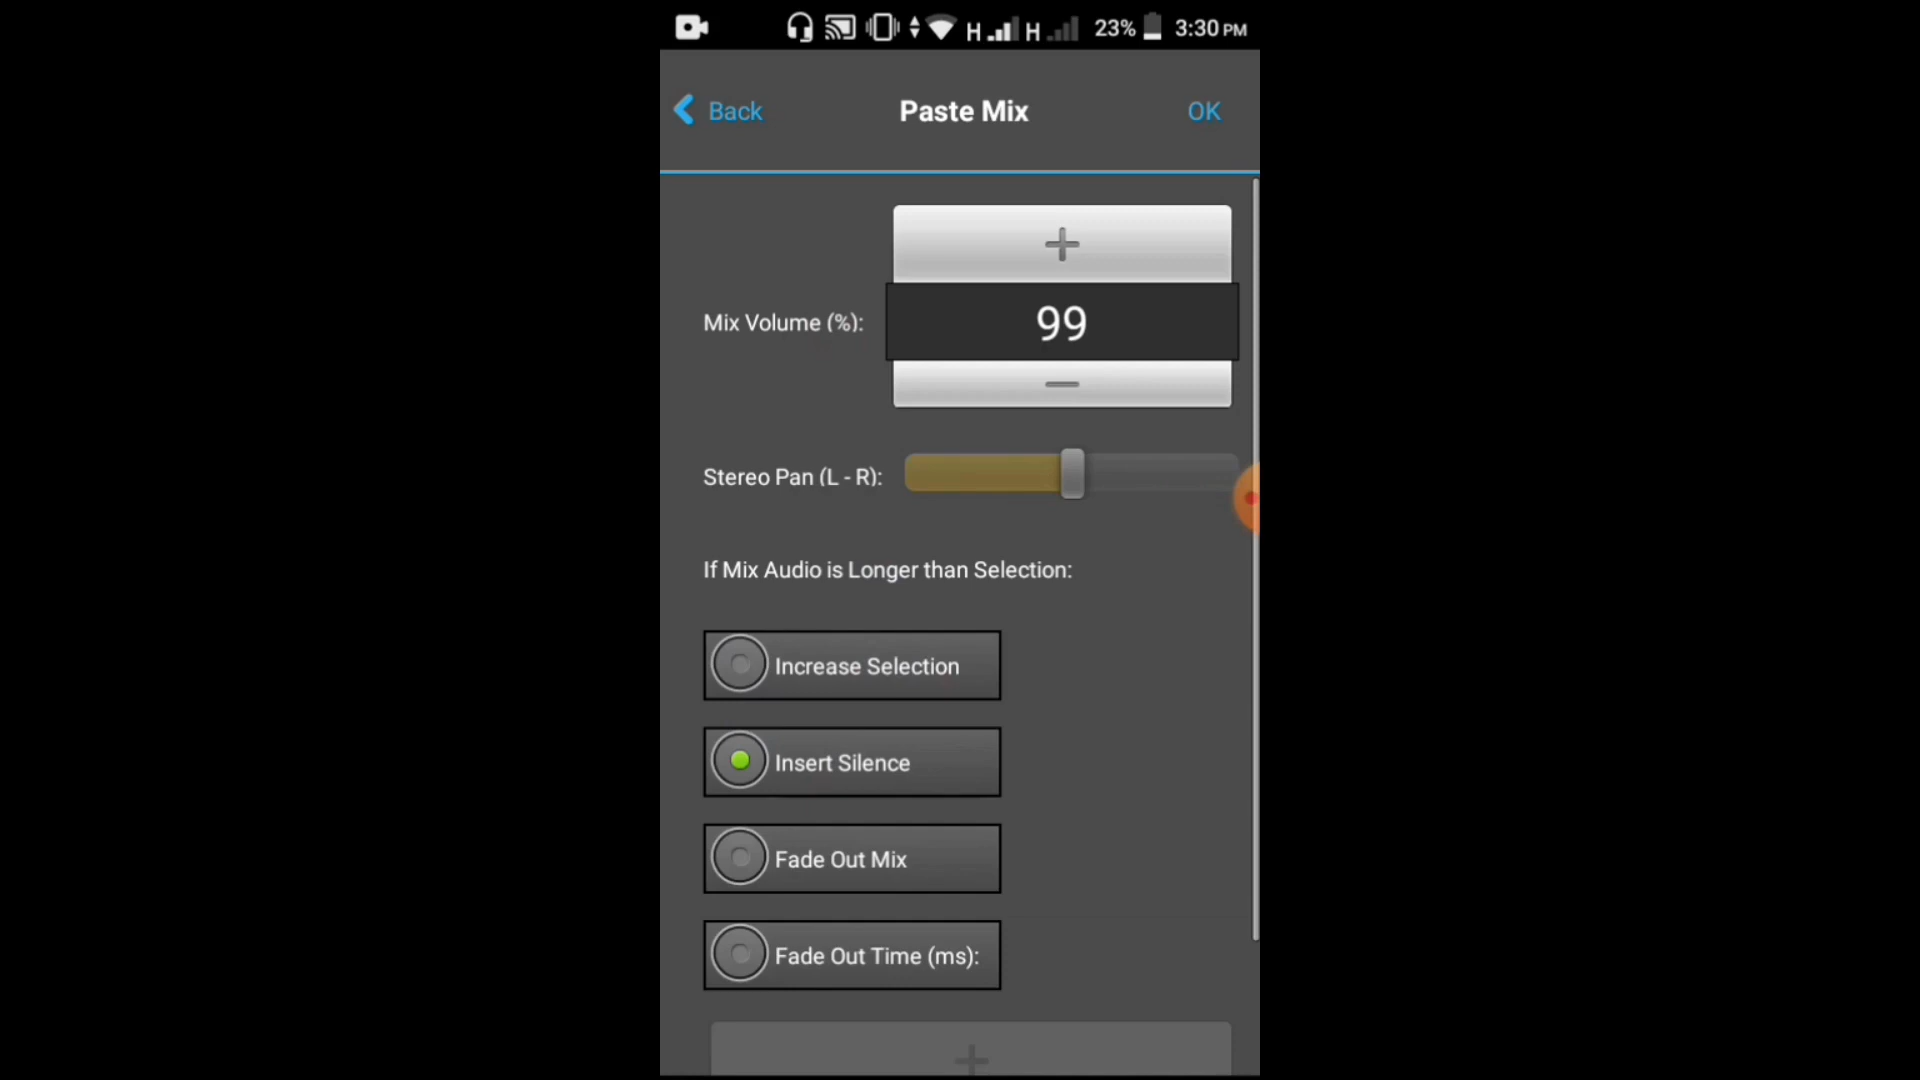 H H 23% 3:30 PM
Back Paste Mix OK
+
Mix Volume (%): 99
—
Stereo Pan (L - R):
If Mix Audio is Longer than Selection:
Increase Selection
Insert Silence
Fade Out Mix
Fade Out Time (ms):
+